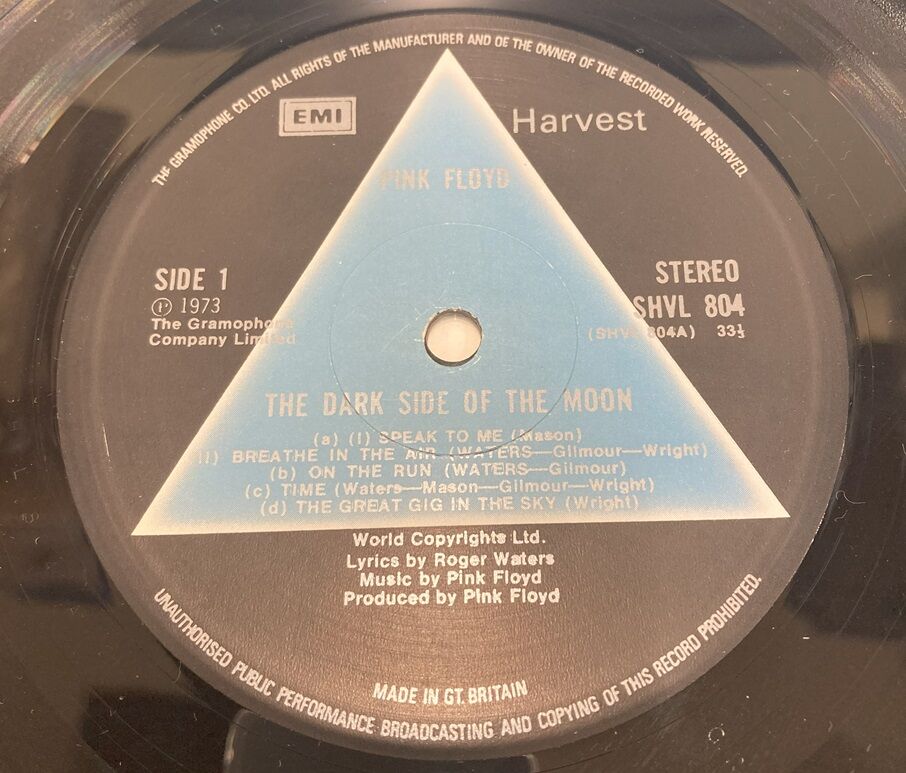 THE GRAMOPHONE CO. LTD. ALL RIGHTS OF THE MANUFACTURER AND OF THE OWNER OF THE RECORDED WORK RESERVED.
EMI
Harvest
PINK FLOYD
SIDE 1
STEREO
Ⓟ 1973
SHVL 804
The Gramophone
(SHVL 804A) 33⅓
Company Limited
THE DARK SIDE OF THE MOON
(a) (I) SPEAK TO ME (Mason)
II) BREATHE IN THE AIR (WATERS—Gilmour—Wright)
(b) ON THE RUN (WATERS—Gilmour)
(c) TIME (Waters—Mason—Gilmour—Wright)
(d) THE GREAT GIG IN THE SKY (Wright)
World Copyrights Ltd.
Lyrics by Roger Waters
Music by Pink Floyd
Produced by Pink Floyd
MADE IN GT. BRITAIN
UNAUTHORISED PUBLIC PERFORMANCE BROADCASTING AND COPYING OF THIS RECORD PROHIBITED.